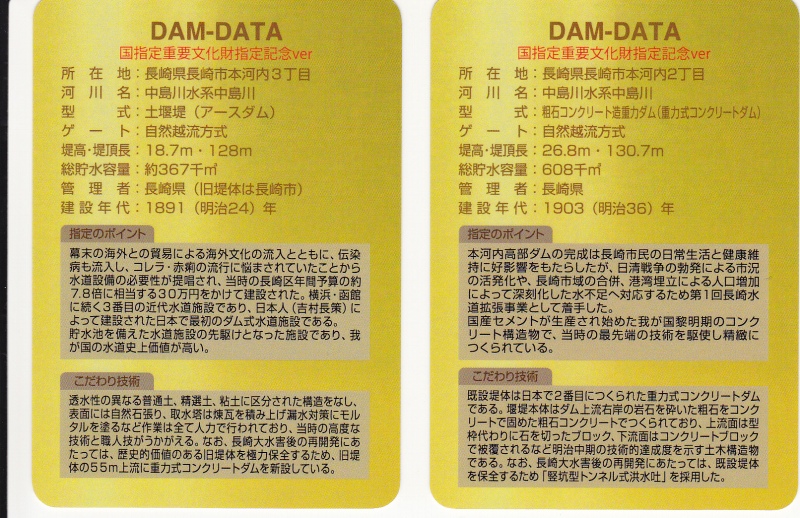 DAM-DATA
国指定重要文化財指定記念ver
所在地：長崎県長崎市本河内3丁目
河川名：中島川水系中島川
型式：土堰堤（アースダム）
ゲート：自然越流方式
堤高・堤頂長：18.7m・128m
総貯水容量：約367千㎥
管理者：長崎県（旧堤体は長崎市）
建設年代：1891（明治24）年
指定のポイント
幕末の海外との貿易による海外文化の流入とともに、伝染
病も流入し、コレラ・赤痢の流行に悩まされていたことから
水道設備の必要性が提唱され、当時の長崎区年間予算の約
7.8倍に相当する30万円をかけて建設された。横浜・函館
に続く3番目の近代水道施設であり、日本人（吉村長策）に
よって建設された日本で最初のダム式水道施設である。
貯水池を備えた水道施設の先駆けとなった施設であり、我
が国の水道史上価値が高い。
こだわり技術
透水性の異なる普通土、精選土、粘土に区分された構造をなし、
表面には自然石張り、取水塔は煉瓦を積み上げ漏水対策にモル
タルを塗るなど作業は全て人力で行われており、当時の高度な
技術と職人技がうかがえる。なお、長崎大水害後の再開発にあ
たっては、歴史的価値のある旧堤体を極力保全するため、旧堤
体の55m上流に重力式コンクリートダムを新設している。
DAM-DATA
国指定重要文化財指定記念ver
所在地：長崎県長崎市本河内2丁目
河川名：中島川水系中島川
型式：粗石コンクリート造重力ダム（重力式コンクリートダム）
ゲート：自然越流方式
堤高・堤頂長：26.8m・130.7m
総貯水容量：608千㎥
管理者：長崎県
建設年代：1903（明治36）年
指定のポイント
本河内高部ダムの完成は長崎市民の日常生活と健康維
持に好影響をもたらしたが、日清戦争の勃発による市況
の活発化や、長崎市域の合併、港湾埋立による人口増加
によって深刻化した水不足へ対応するため第1回長崎水
道拡張事業として着手した。
国産セメントが生産され始めた我が国黎明期のコンク
リート構造物で、当時の最先端の技術を駆使し精緻に
つくられている。
こだわり技術
既設堤体は日本で2番目につくられた重力式コンクリートダム
である。堰堤本体はダム上流右岸の岩石を砕いた粗石をコンク
リートで固めた粗石コンクリートでつくられており、上流面は型
枠代わりに石を切ったブロック、下流面はコンクリートブロック
で被覆されるなど明治中期の技術的達成度を示す土木構造物
である。なお、長崎大水害後の再開発にあたっては、既設堤体
を保全するため「竪坑型トンネル式洪水吐」を採用した。